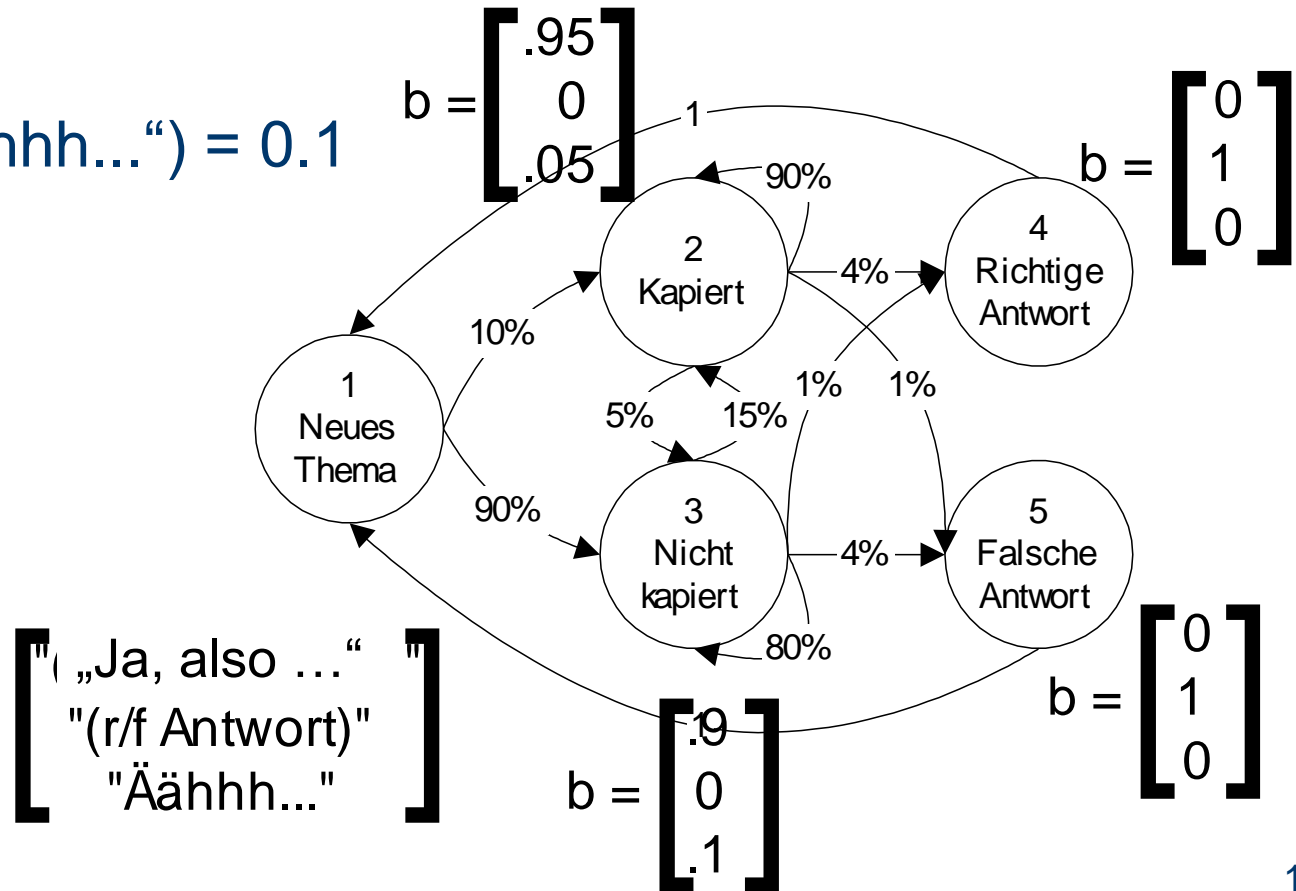 hhh...“) = 0.1
b =
.95
0
.05
1
b =
0
1
0
90%
2
Kapiert
4%
4
Richtige
Antwort
10%
1
Neues
Thema
5%
15%
1%
1%
90%
3
Nicht
kapiert
4%
5
Falsche
Antwort
80%
„Ja, also …“
"(r/f Antwort)"
"Äähhh..."
1
b =
.9
0
.1
b =
0
1
0
1